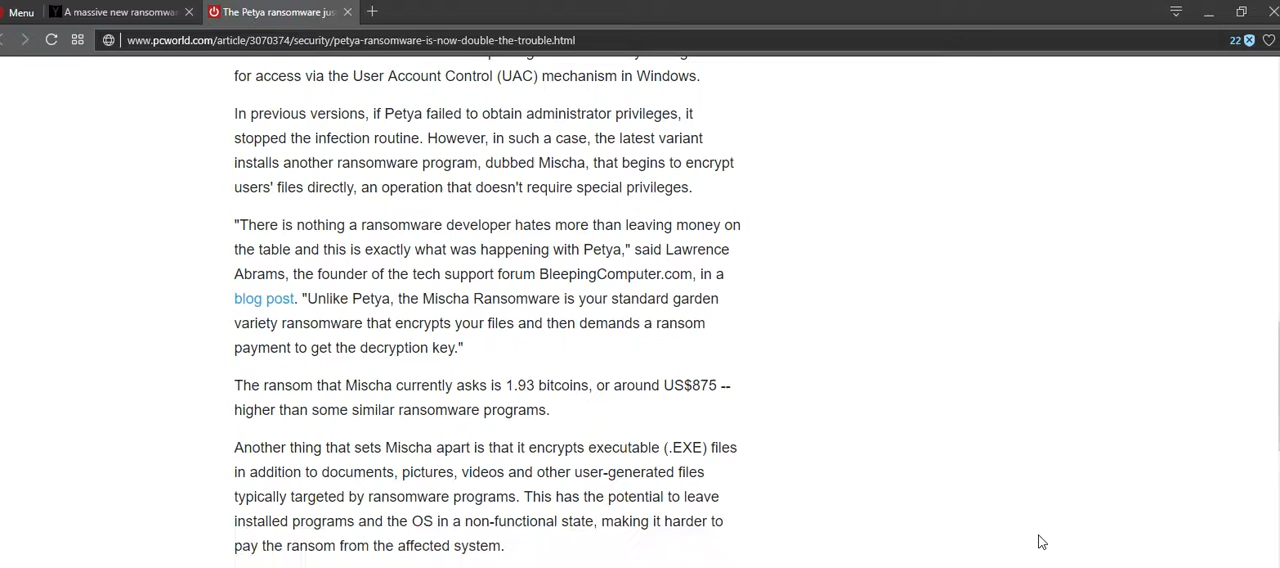 Menu
A massive new ransomwa
The Petya ransomware jus
www.pcworld.com/article/3070374/security/petya-ransomware-is-now-double-the-trouble.html
22
for access via the User Account Control (UAC) mechanism in Windows.
In previous versions, if Petya failed to obtain administrator privileges, it
stopped the infection routine. However, in such a case, the latest variant
installs another ransomware program, dubbed Mischa, that begins to encrypt
users' files directly, an operation that doesn't require special privileges.
"There is nothing a ransomware developer hates more than leaving money on
the table and this is exactly what was happening with Petya," said Lawrence
Abrams, the founder of the tech support forum BleepingComputer.com, in a
blog post. "Unlike Petya, the Mischa Ransomware is your standard garden
variety ransomware that encrypts your files and then demands a ransom
payment to get the decryption key."
The ransom that Mischa currently asks is 1.93 bitcoins, or around US$875 --
higher than some similar ransomware programs.
Another thing that sets Mischa apart is that it encrypts executable (.EXE) files
in addition to documents, pictures, videos and other user-generated files
typically targeted by ransomware programs. This has the potential to leave
installed programs and the OS in a non-functional state, making it harder to
pay the ransom from the affected system.